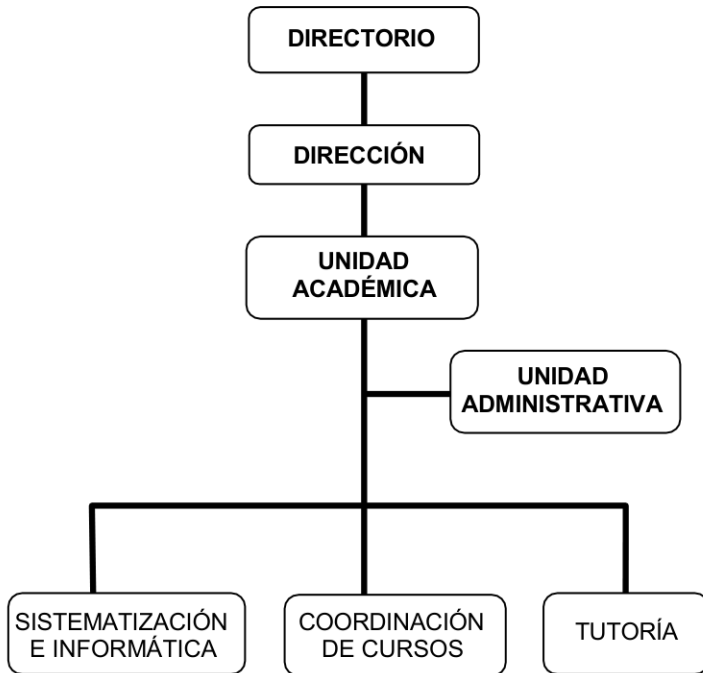 DIRECTORIO
DIRECCIÓN
UNIDAD
ACADÉMICA
UNIDAD
ADMINISTRATIVA
SISTEMATIZACIÓN
E INFORMÁTICA
COORDINACIÓN
DE CURSOS
TUTORÍA